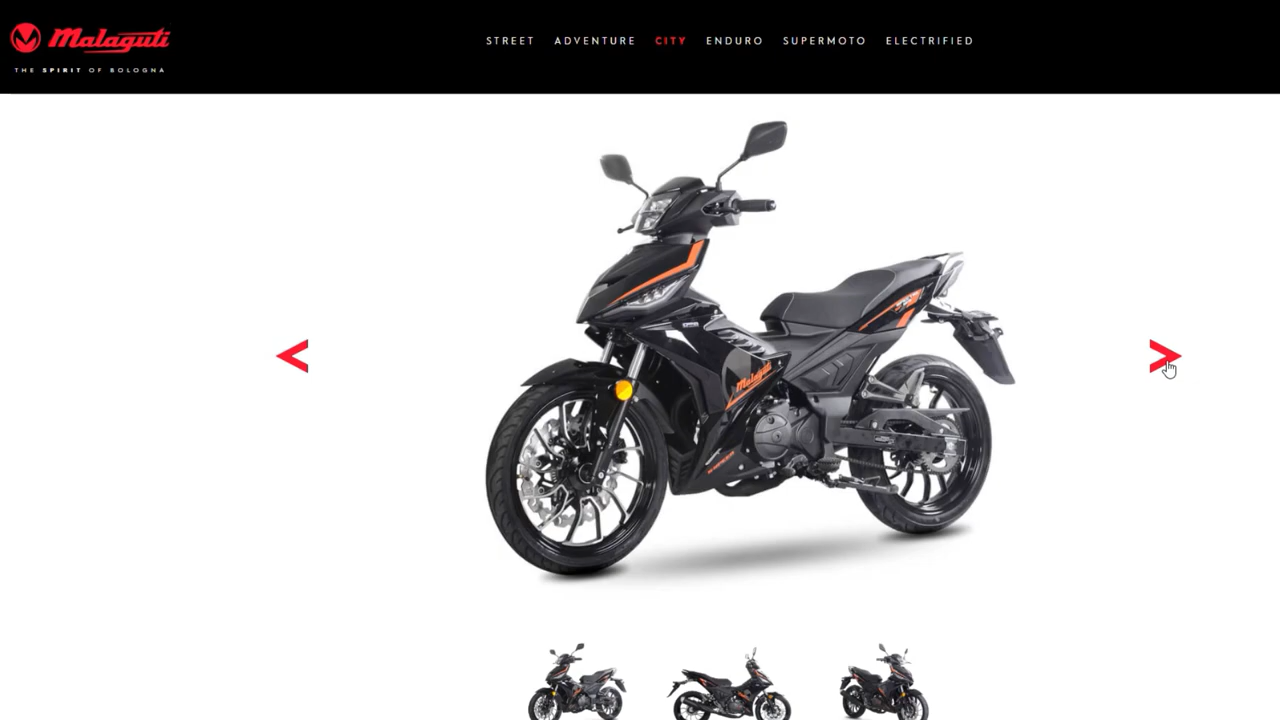 Malaguti
THE SPIRIT OF BOLOGNA
STREET ADVENTURE CITY ENDURO SUPERMOTO ELECTRIFIED
<
>
Malaguti